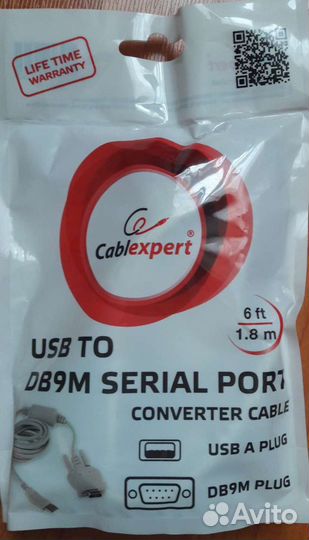 LIFE TIME
WARRANTY
Cablexpert®
6 ft
1.8 m
USB TO
DB9M SERIAL PORT
CONVERTER CABLE
USB A PLUG
DB9M PLUG
Avito